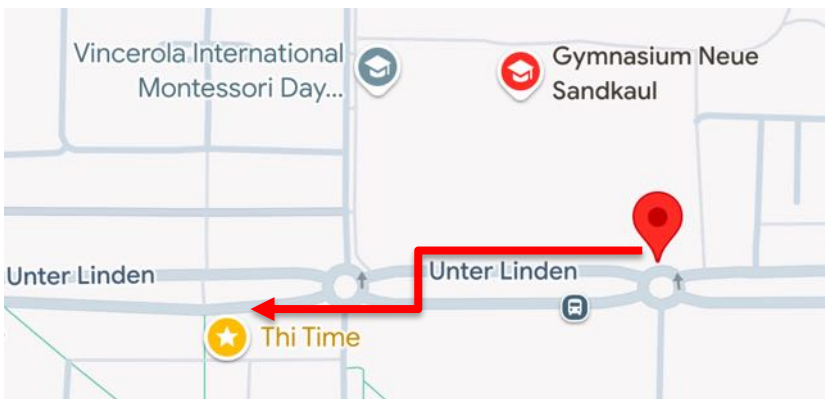 Vincerola International
Montessori Day...
Gymnasium Neue
Sandkaul
Unter Linden
Unter Linden
Thi Time